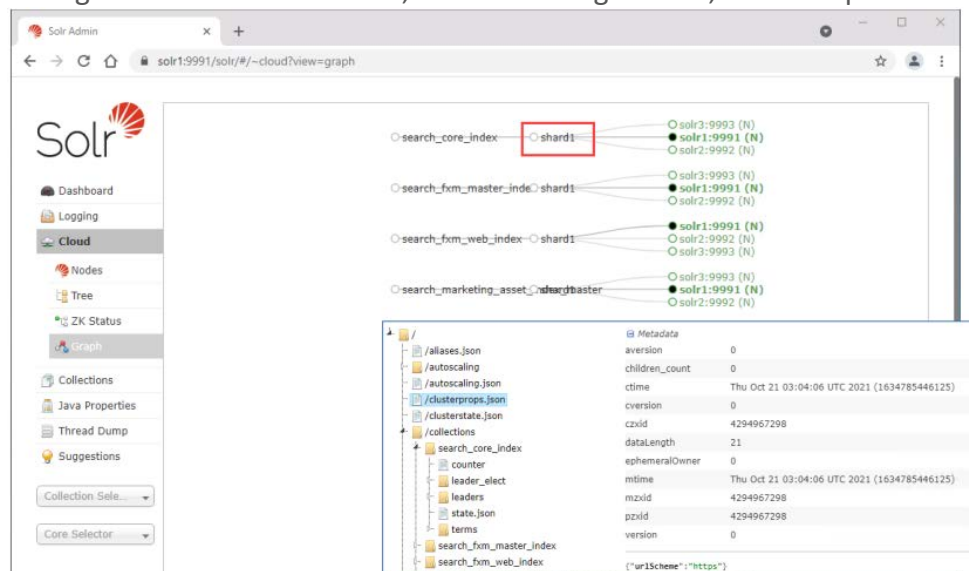 Solr Admin
solr1:9991/solr/#/~cloud?view=graph
Solr
Dashboard
Logging
Cloud
Nodes
Tree
ZK Status
Graph
Collections
Java Properties
Thread Dump
Suggestions
Collection Sele...
Core Selector
search_core_index
shard1
solr3:9993 (N)
solr1:9991 (N)
solr2:9992 (N)
search_fxm_master_inde
shard1
solr3:9993 (N)
solr1:9991 (N)
solr2:9992 (N)
search_fxm_web_index
shard1
solr1:9991 (N)
solr2:9992 (N)
solr3:9993 (N)
search_marketing_asset_
master
solr3:9993 (N)
solr1:9991 (N)
solr2:9992 (N)
/
/aliases.json
/autoscaling
/autoscaling.json
/clusterprops.json
/clusterstate.json
/collections
search_core_index
counter
leader_elect
leaders
state.json
terms
search_fxm_master_index
search_fxm_web_index
Metadata
aversion 0
children_count 0
ctime Thu Oct 21 03:04:06 UTC 2021 (1634785446125)
cversion 0
czxid 4294967298
dataLength 21
ephemeralOwner 0
mtime Thu Oct 21 03:04:06 UTC 2021 (1634785446125)
mzxid 4294967298
pzxid 4294967298
version 0
{"urlScheme":"https"}